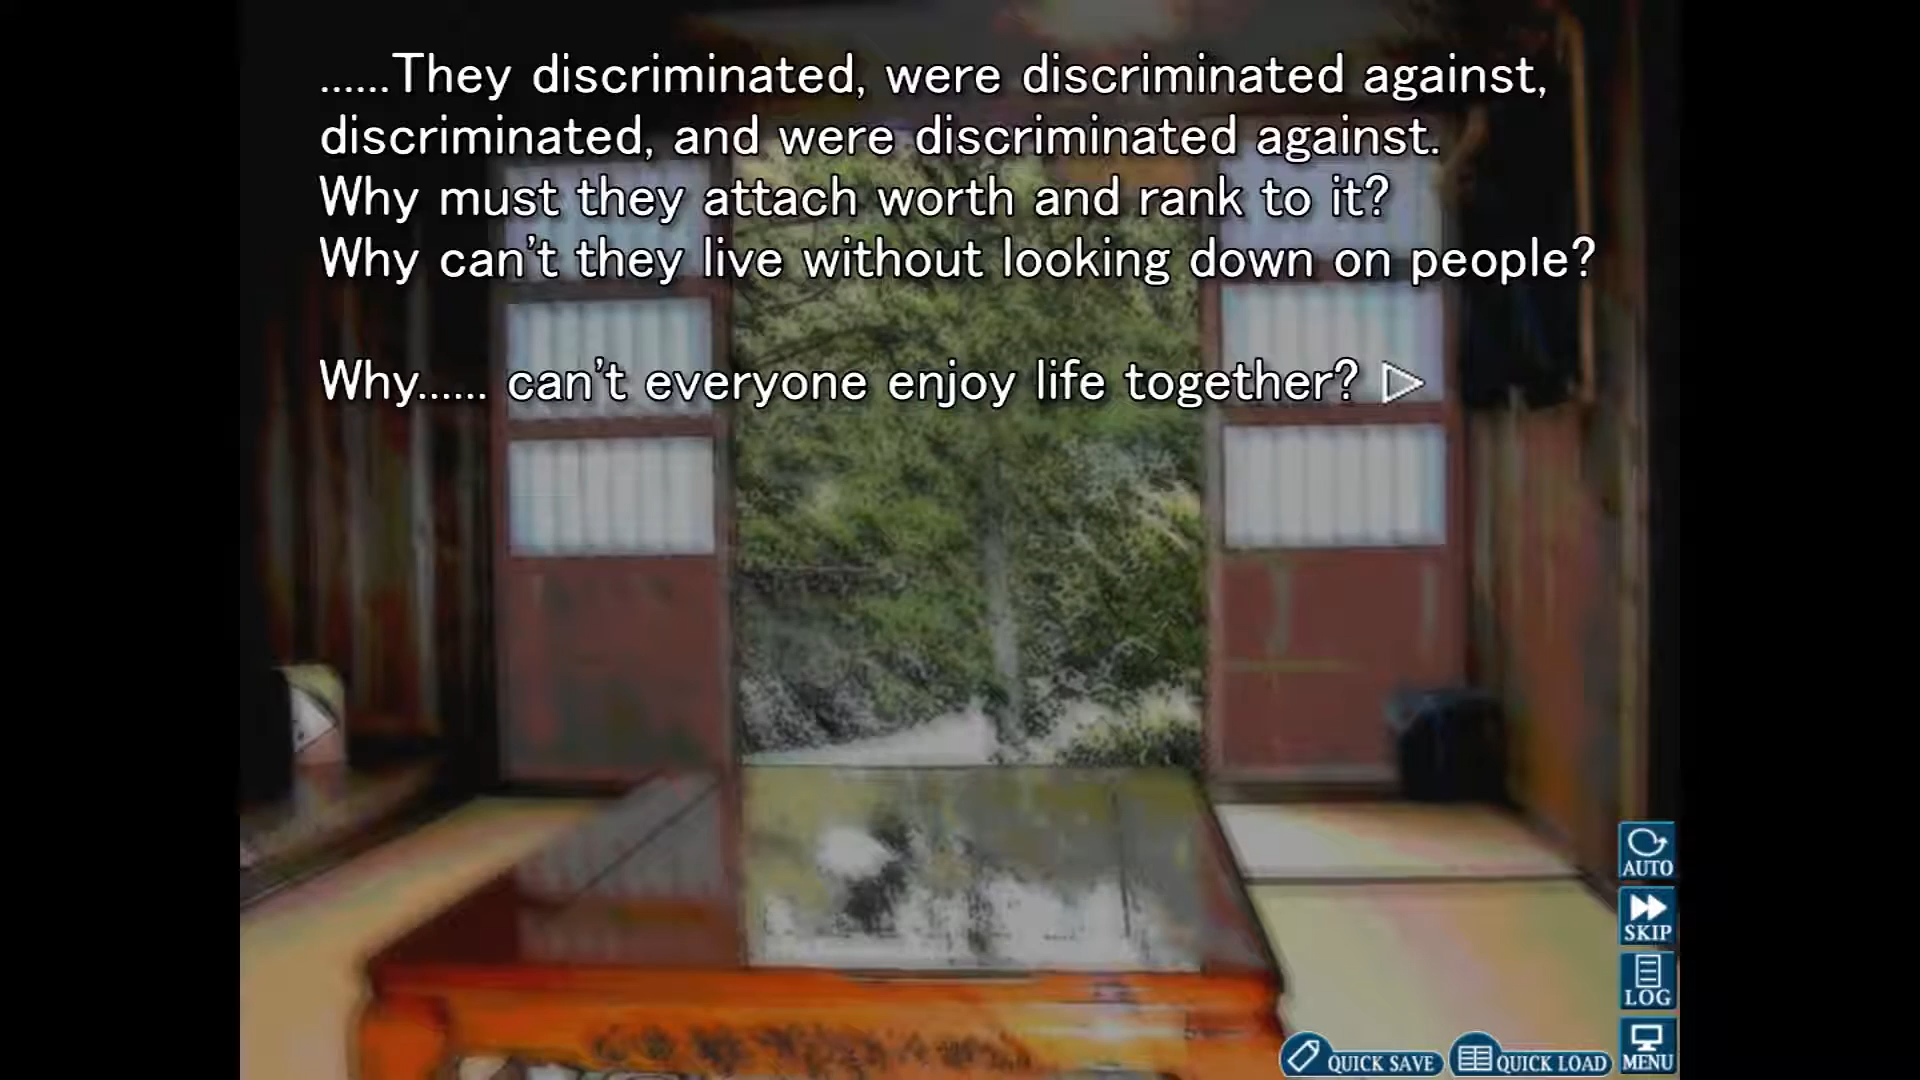 ......They discriminated, were discriminated against,
discriminated, and were discriminated against.
Why must they attach worth and rank to it?
Why can't they live without looking down on people?
Why...... can't everyone enjoy life together?
AUTO
SKIP
LOG
MENU
QUICK SAVE
QUICK LOAD